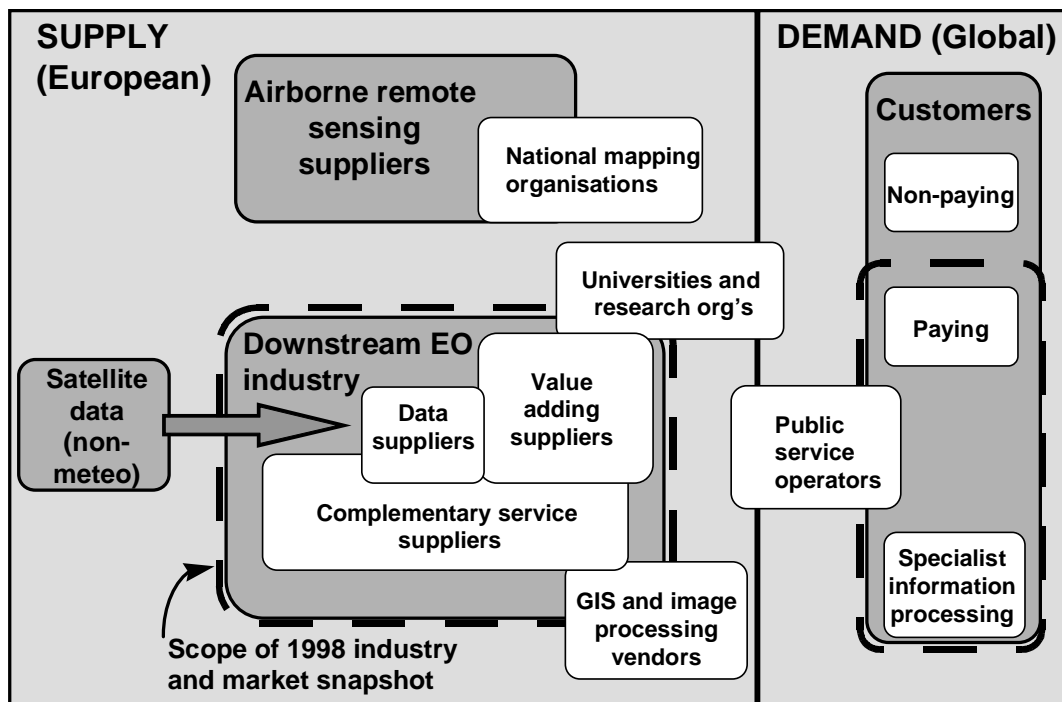 SUPPLY
(European)
DEMAND (Global)
Airborne remote
sensing
suppliers
National mapping
organisations
Customers
Non-paying
Universities and
research org's
Paying
Downstream EO
industry
Satellite
data
(non-
meteo)
Value
adding
suppliers
Data
suppliers
Public
service
operators
Complementary service
suppliers
Specialist
information
processing
GIS and image
processing
vendors
Scope of 1998 industry
and market snapshot